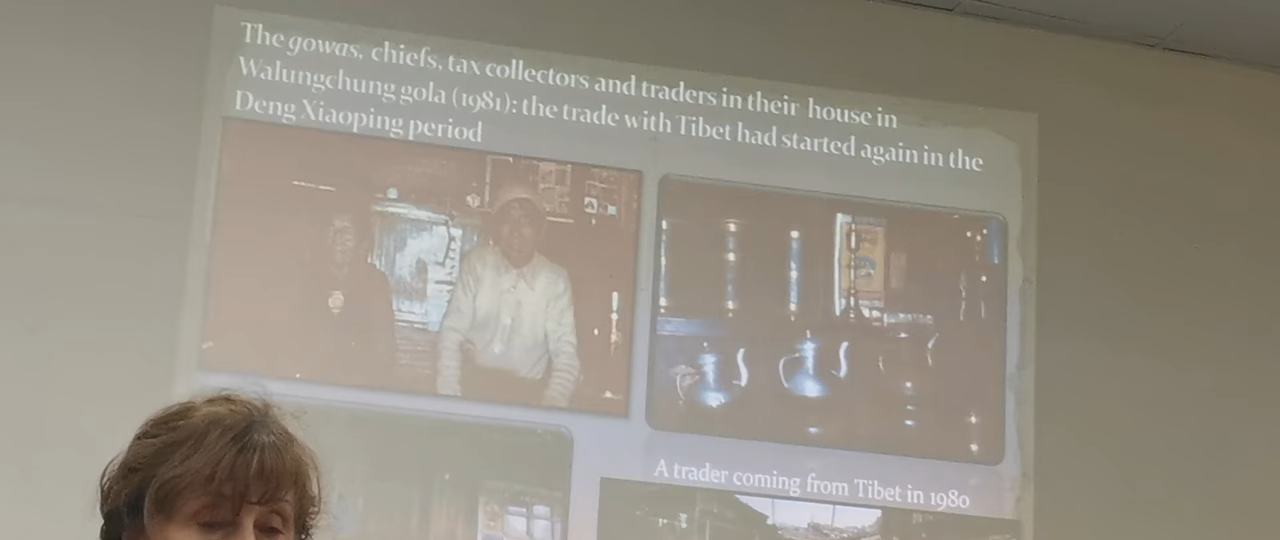 The gowas, chiefs, tax collectors and traders in their house in
Walungchung gola (1981): the trade with Tibet had started again in the
Deng Xiaoping period
A trader coming from Tibet in 1980